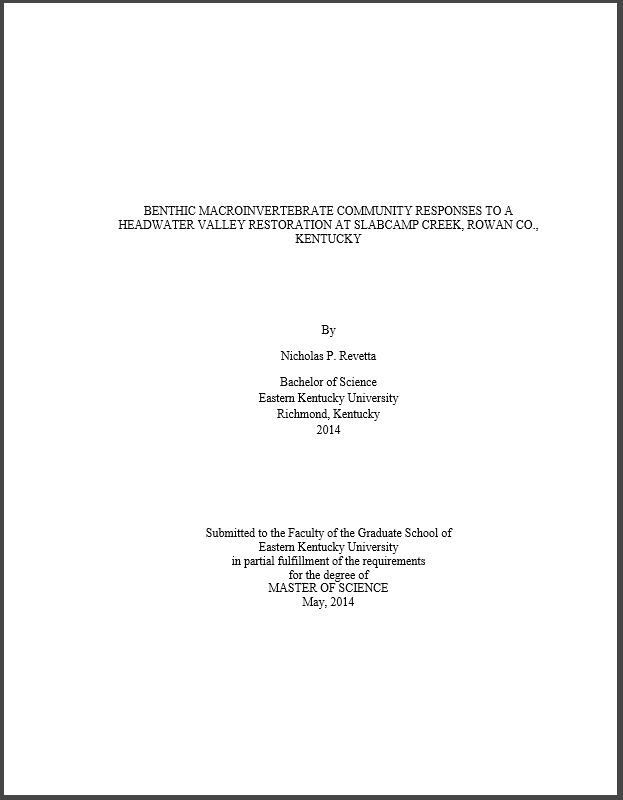 BENTHIC MACROINVERTEBRATE COMMUNITY RESPONSES TO A
HEADWATER VALLEY RESTORATION AT SLABCAMP CREEK, ROWAN CO.,
KENTUCKY
By
Nicholas P. Revetta
Bachelor of Science
Eastern Kentucky University
Richmond, Kentucky
2014
Submitted to the Faculty of the Graduate School of
Eastern Kentucky University
in partial fulfillment of the requirements
for the degree of
MASTER OF SCIENCE
May, 2014